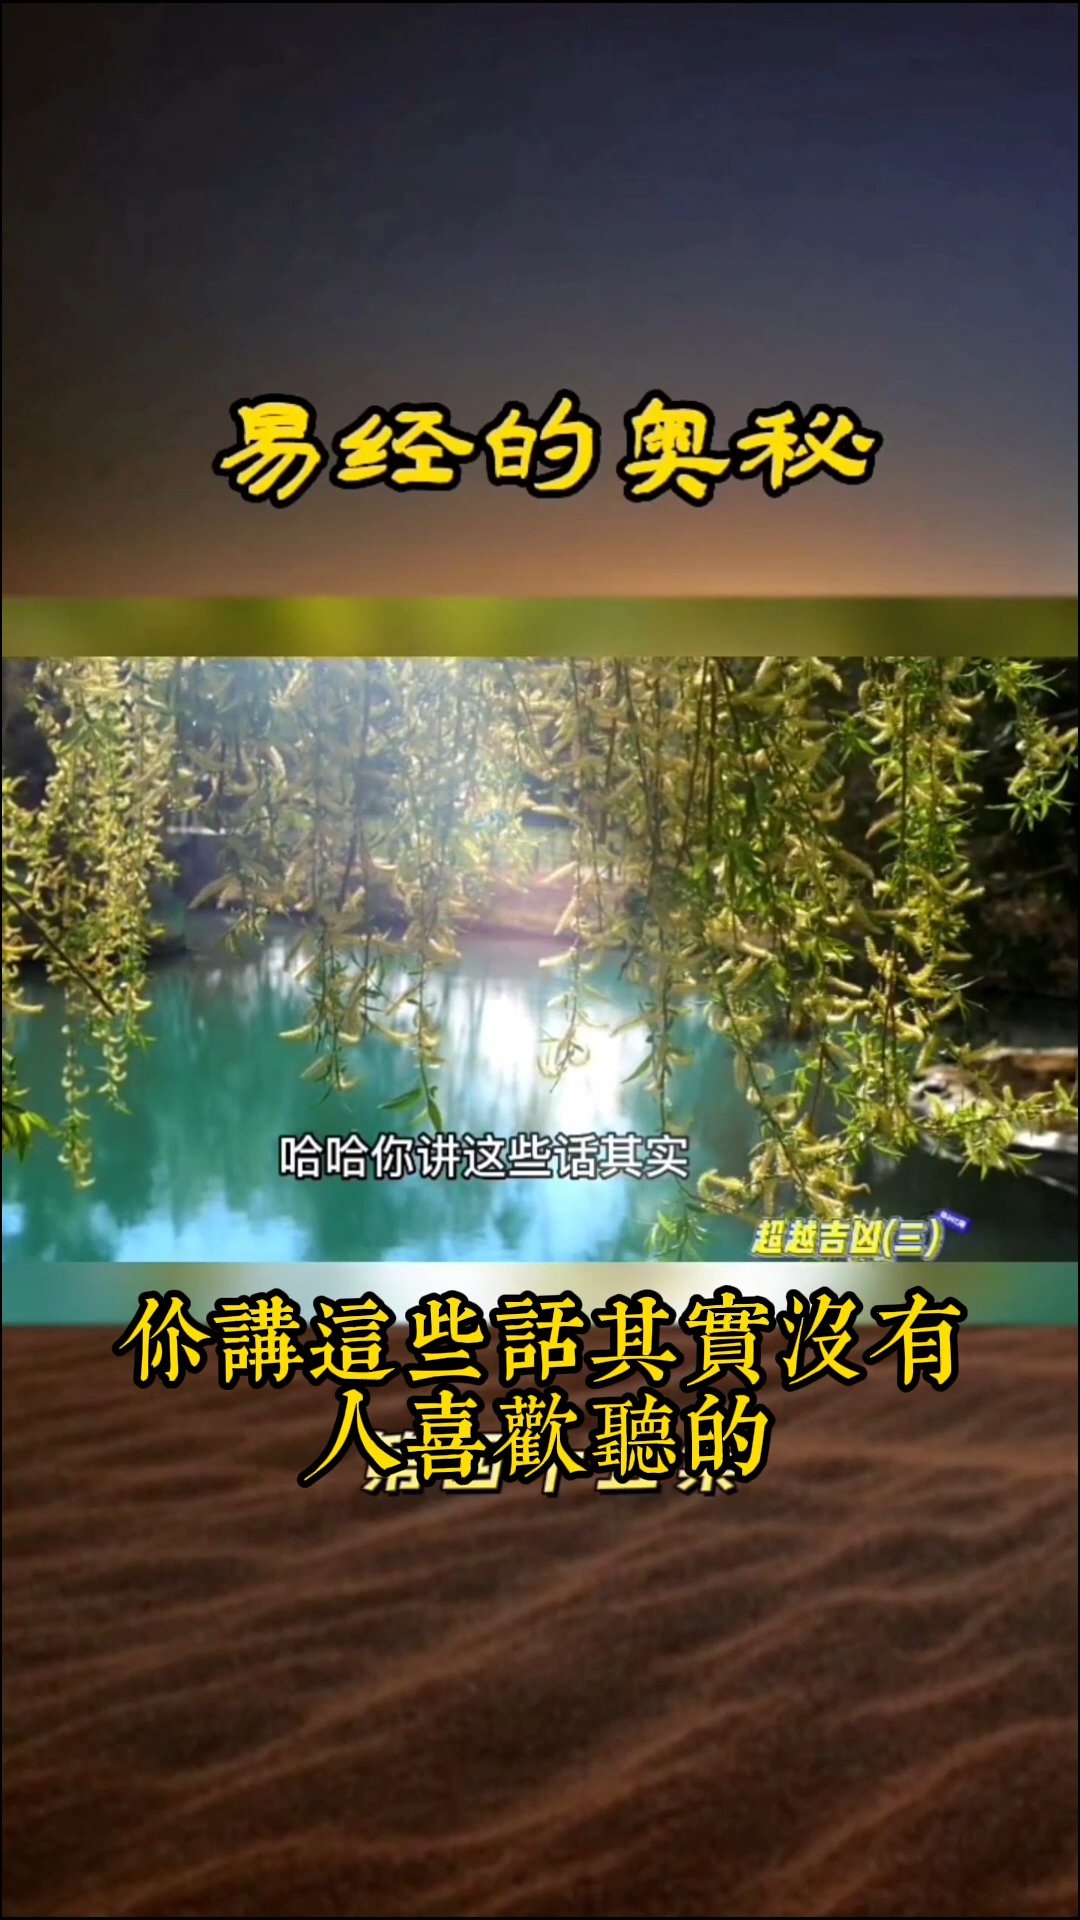 易经的奥秘
哈哈你讲这些话其实
超越吉凶(三)
你講這些話其實沒有
人喜歡聽的